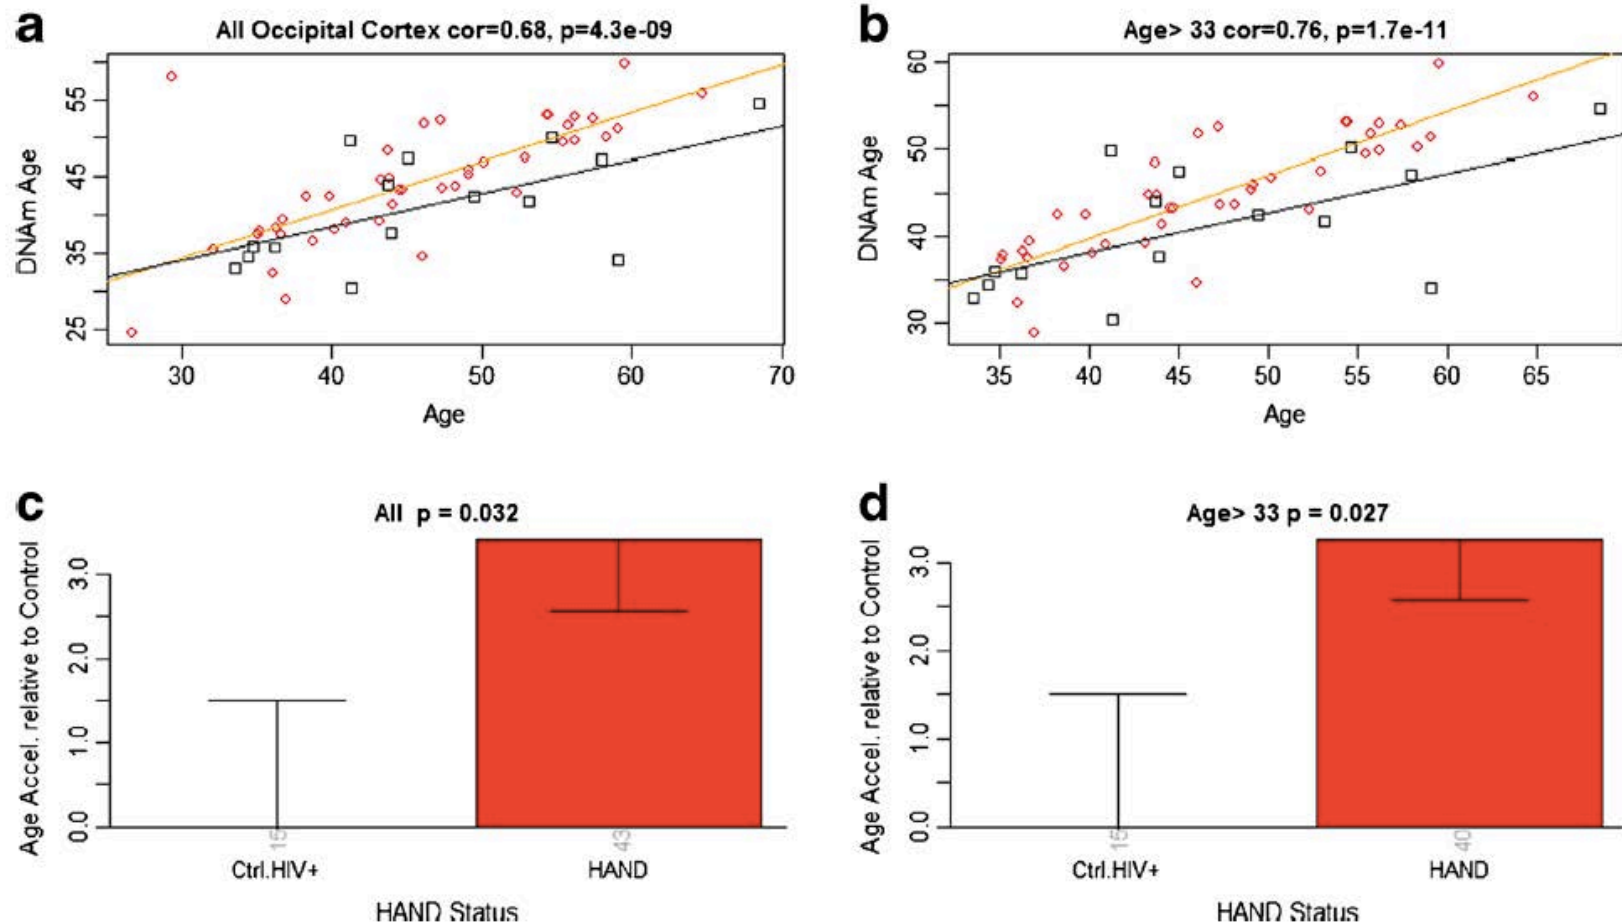 a
All Occipital Cortex cor=0.68, p=4.3e-09
DNAm Age
55
45
35
25
30 40 50 60 70
Age
b
Age> 33 cor=0.76, p=1.7e-11
DNAm Age
60
50
40
30
35 40 45 50 55 60 65
Age
c
All p = 0.032
Age Accel. relative to Control
3.0
2.0
1.0
0.0
15 43
Ctrl.HIV+ HAND
HAND Status
d
Age> 33 p = 0.027
Age Accel. relative to Control
3.0
2.0
1.0
0.0
15 40
Ctrl.HIV+ HAND
HAND Status